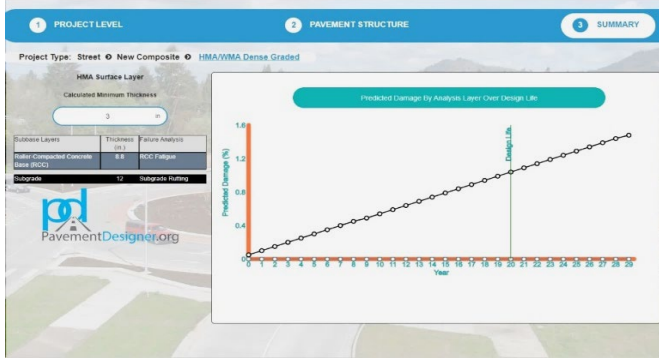 1 PROJECT LEVEL
2 PAVEMENT STRUCTURE
3 SUMMARY
Project Type: Street New Composite HMA/WMA Dense Graded
HMA Surface Layer
Calculated Minimum Thickness
3 in
Subbase Layers Thickness (in.) Failure Analysis
Roller-Compacted Concrete Base (RCC) 8.8 RCC Fatigue
Subgrade 12 Subgrade Rutting
pd
PavementDesigner.org
Predicted Damage By Analysis Layer Over Design Life
Predicted Damage (%)
1.6
1.2
0.8
0.4
0
Design Life
0 1 2 3 4 5 6 7 8 9 10 11 12 13 14 15 16 17 18 19 20 21 22 23 24 25 26 27 28 29
Year